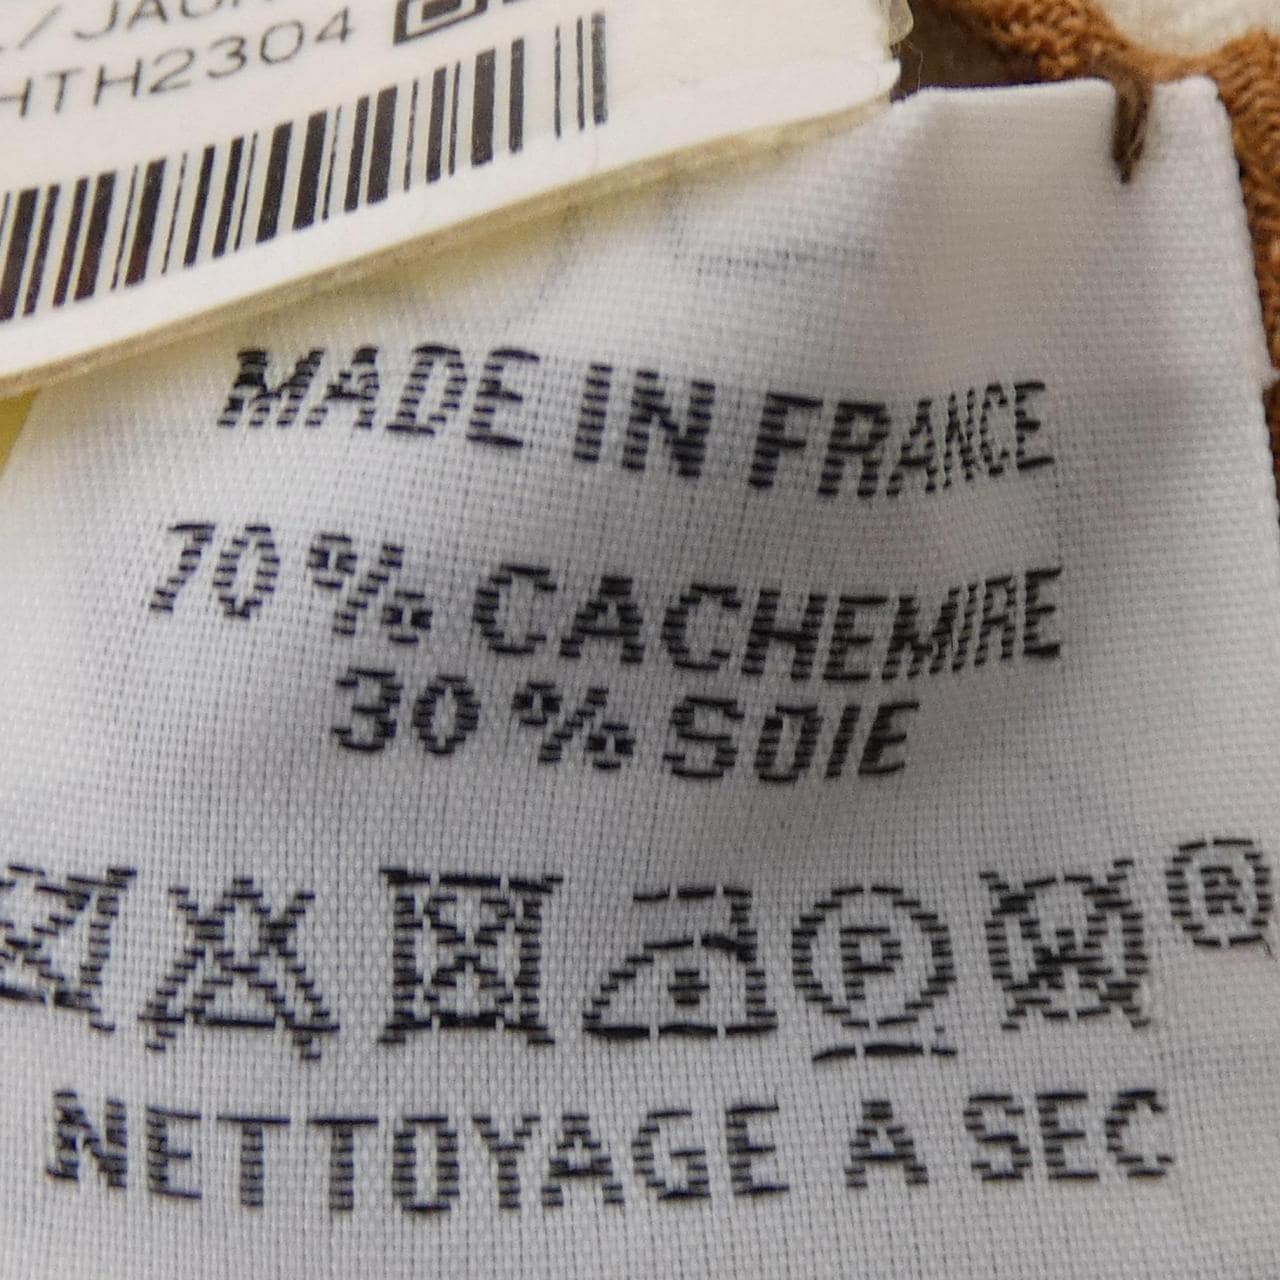 HTH2304
MADE IN FRANCE
70% CACHEMIRE
30% SOIE
P W ®
NETTOYAGE A SEC